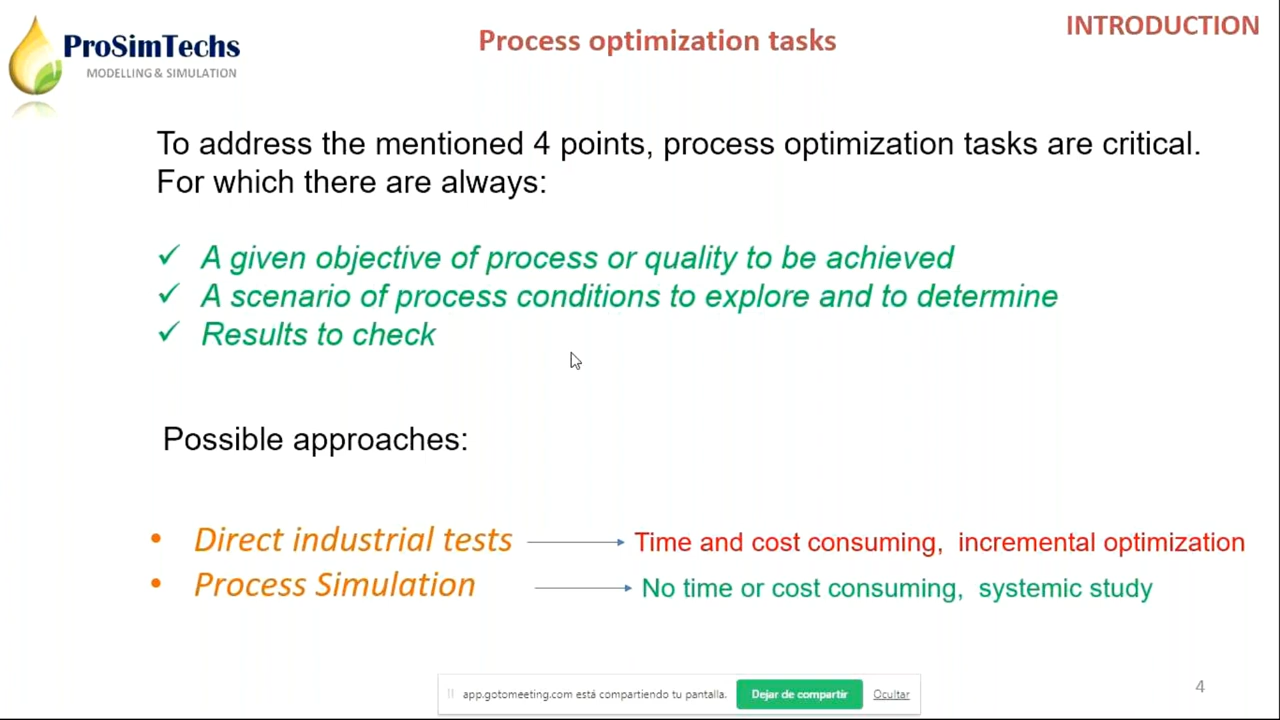 INTRODUCTION
ProSimTechs
MODELLING & SIMULATION
Process optimization tasks
To address the mentioned 4 points, process optimization tasks are critical.
For which there are always:
✓ A given objective of process or quality to be achieved
✓ A scenario of process conditions to explore and to determine
✓ Results to check
Possible approaches:
• Direct industrial tests Time and cost consuming, incremental optimization
• Process Simulation No time or cost consuming, systemic study
app.gotomeeting.com está compartiendo tu pantalla. Dejar de compartir Ocultar
4